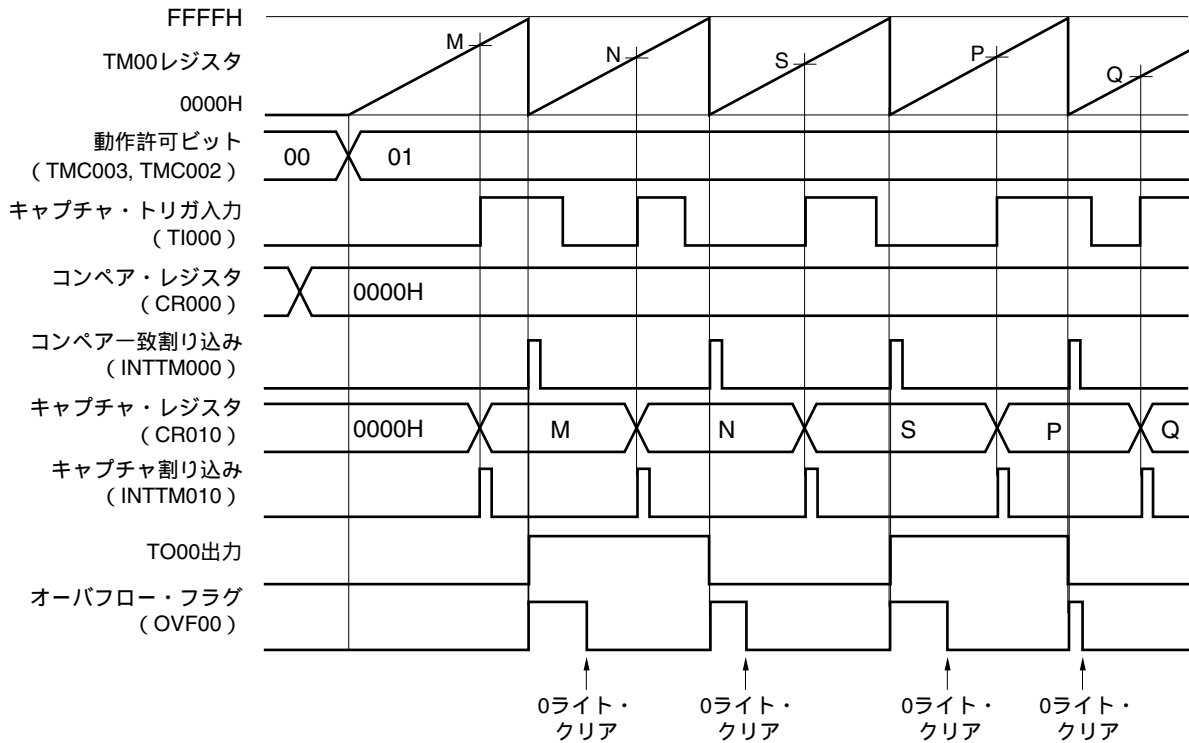 FFFFH
TM00レジスタ
0000H
M
N
S
P
Q
動作許可ビット
（TMC003, TMC002）
00
01
キャプチャ・トリガ入力
（TI000）
コンペア・レジスタ
（CR000）
0000H
コンペア一致割り込み
（INTTM000）
キャプチャ・レジスタ
（CR010）
0000H
M
N
S
P
Q
キャプチャ割り込み
（INTTM010）
TO00出力
オーバフロー・フラグ
（OVF00）
0ライト・
クリア
0ライト・
クリア
0ライト・
クリア
0ライト・
クリア